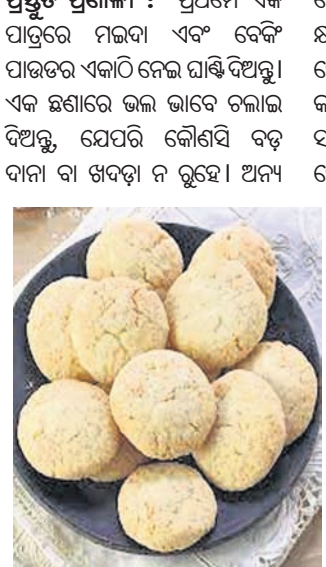 ପ୍ରସ୍ତୁତ ପ୍ରଣାଳୀ : ପ୍ରଥମେ ଏକ
ପାତ୍ରରେ ମଇଦା ଏବଂ ବେକିଂ
ପାଉଡର ଏକାଠି ନେଇ ଘାଣ୍ଟି ଦିଅନ୍ତୁ।
ଏକ ଛଣାରେ ଭଲ ଭାବେ ଚଲାଇ
ଦିଅନ୍ତୁ, ଯେପରି କୌଣସି ବଡ଼
ଦାନା ବା ଖଦଡ଼ା ନ ରୁହେ। ଅନ୍ୟ